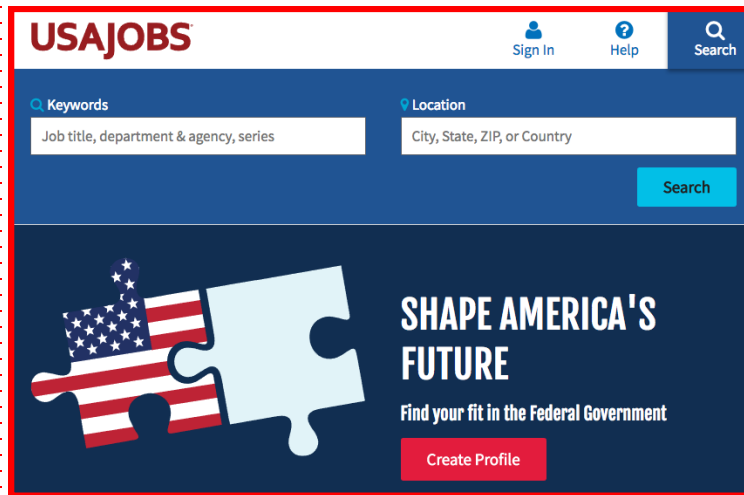 USAJOBS
Sign In
Help
Search
Keywords
Location
Job title, department & agency, series
City, State, ZIP, or Country
Search
SHAPE AMERICA'S
FUTURE
Find your fit in the Federal Government
Create Profile